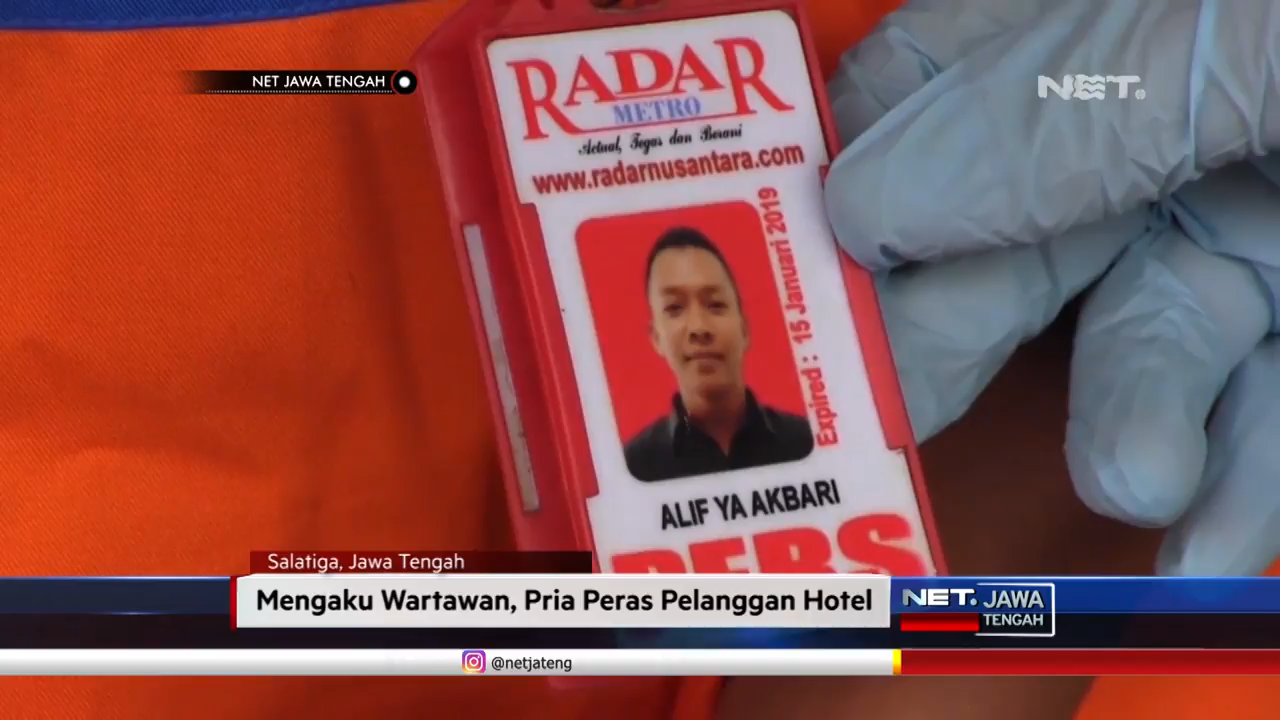 NET JAWA TENGAH
NET.
RADAR
METRO
Actual, Tegas dan Berani
www.radarnusantara.com
Expired : 15 Januari 2019
ALIF YA AKBARI
PERS
Salatiga, Jawa Tengah
Mengaku Wartawan, Pria Peras Pelanggan Hotel
NET. JAWA
TENGAH
@netjateng